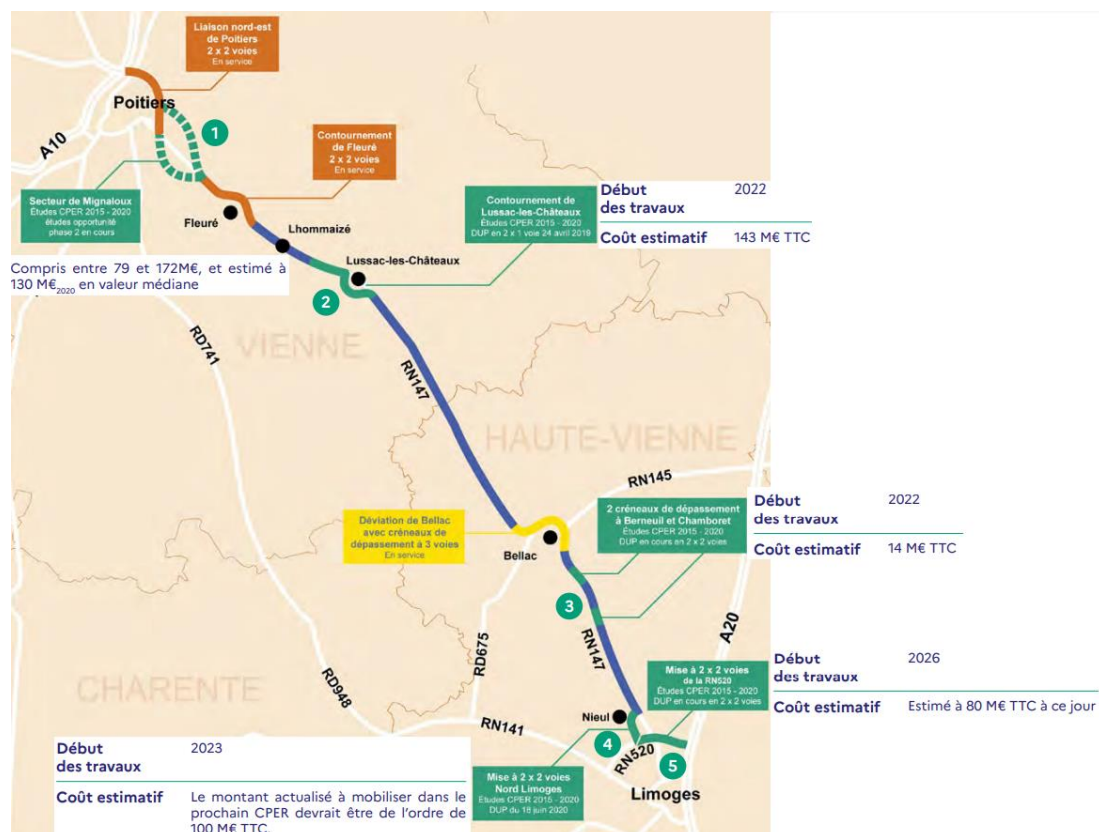 Liaison nord-est
de Poitiers
2 x 2 voies
En service
Poitiers
1
A10
Contournement
de Fleuré
2 x 2 voies
En service
Secteur de Mignaloux
Études CPER 2015 - 2020
études opportunité
phase 2 en cours
Fleuré
Lhommaizé
Contournement de
Lussac-les-Châteaux
Études CPER 2015 - 2020
DUP en 2 x 1 voie 24 avril 2019
Début
des travaux
2022
Coût estimatif
143 M€ TTC
Lussac-les-Châteaux
Compris entre 79 et 172M€, et estimé à
130 M€2020 en valeur médiane
2
RD741
VIENNE
RN147
HAUTE-VIENNE
RN145
Déviation de Bellac
avec créneaux de
dépassement à 3 voies
En service
Bellac
2 créneaux de dépassement
à Berneuil et Chamboret
Études CPER 2015 - 2020
DUP en cours en 2 x 2 voies
Début
des travaux
2022
Coût estimatif
14 M€ TTC
3
RN147
A20
RD675
CHARENTE
RD948
RN141
Mise à 2 x 2 voies
de la RN520
Études CPER 2015 - 2020
DUP en cours en 2 x 2 voies
Début
des travaux
2026
Coût estimatif
Estimé à 80 M€ TTC à ce jour
Nieul
4
RN520
5
Limoges
Mise à 2 x 2 voies
Nord Limoges
Études CPER 2015 - 2020
DUP du 18 juin 2020
Début
des travaux
2023
Coût estimatif
Le montant actualisé à mobiliser dans le
prochain CPER devrait être de l'ordre de
100 M€ TTC.